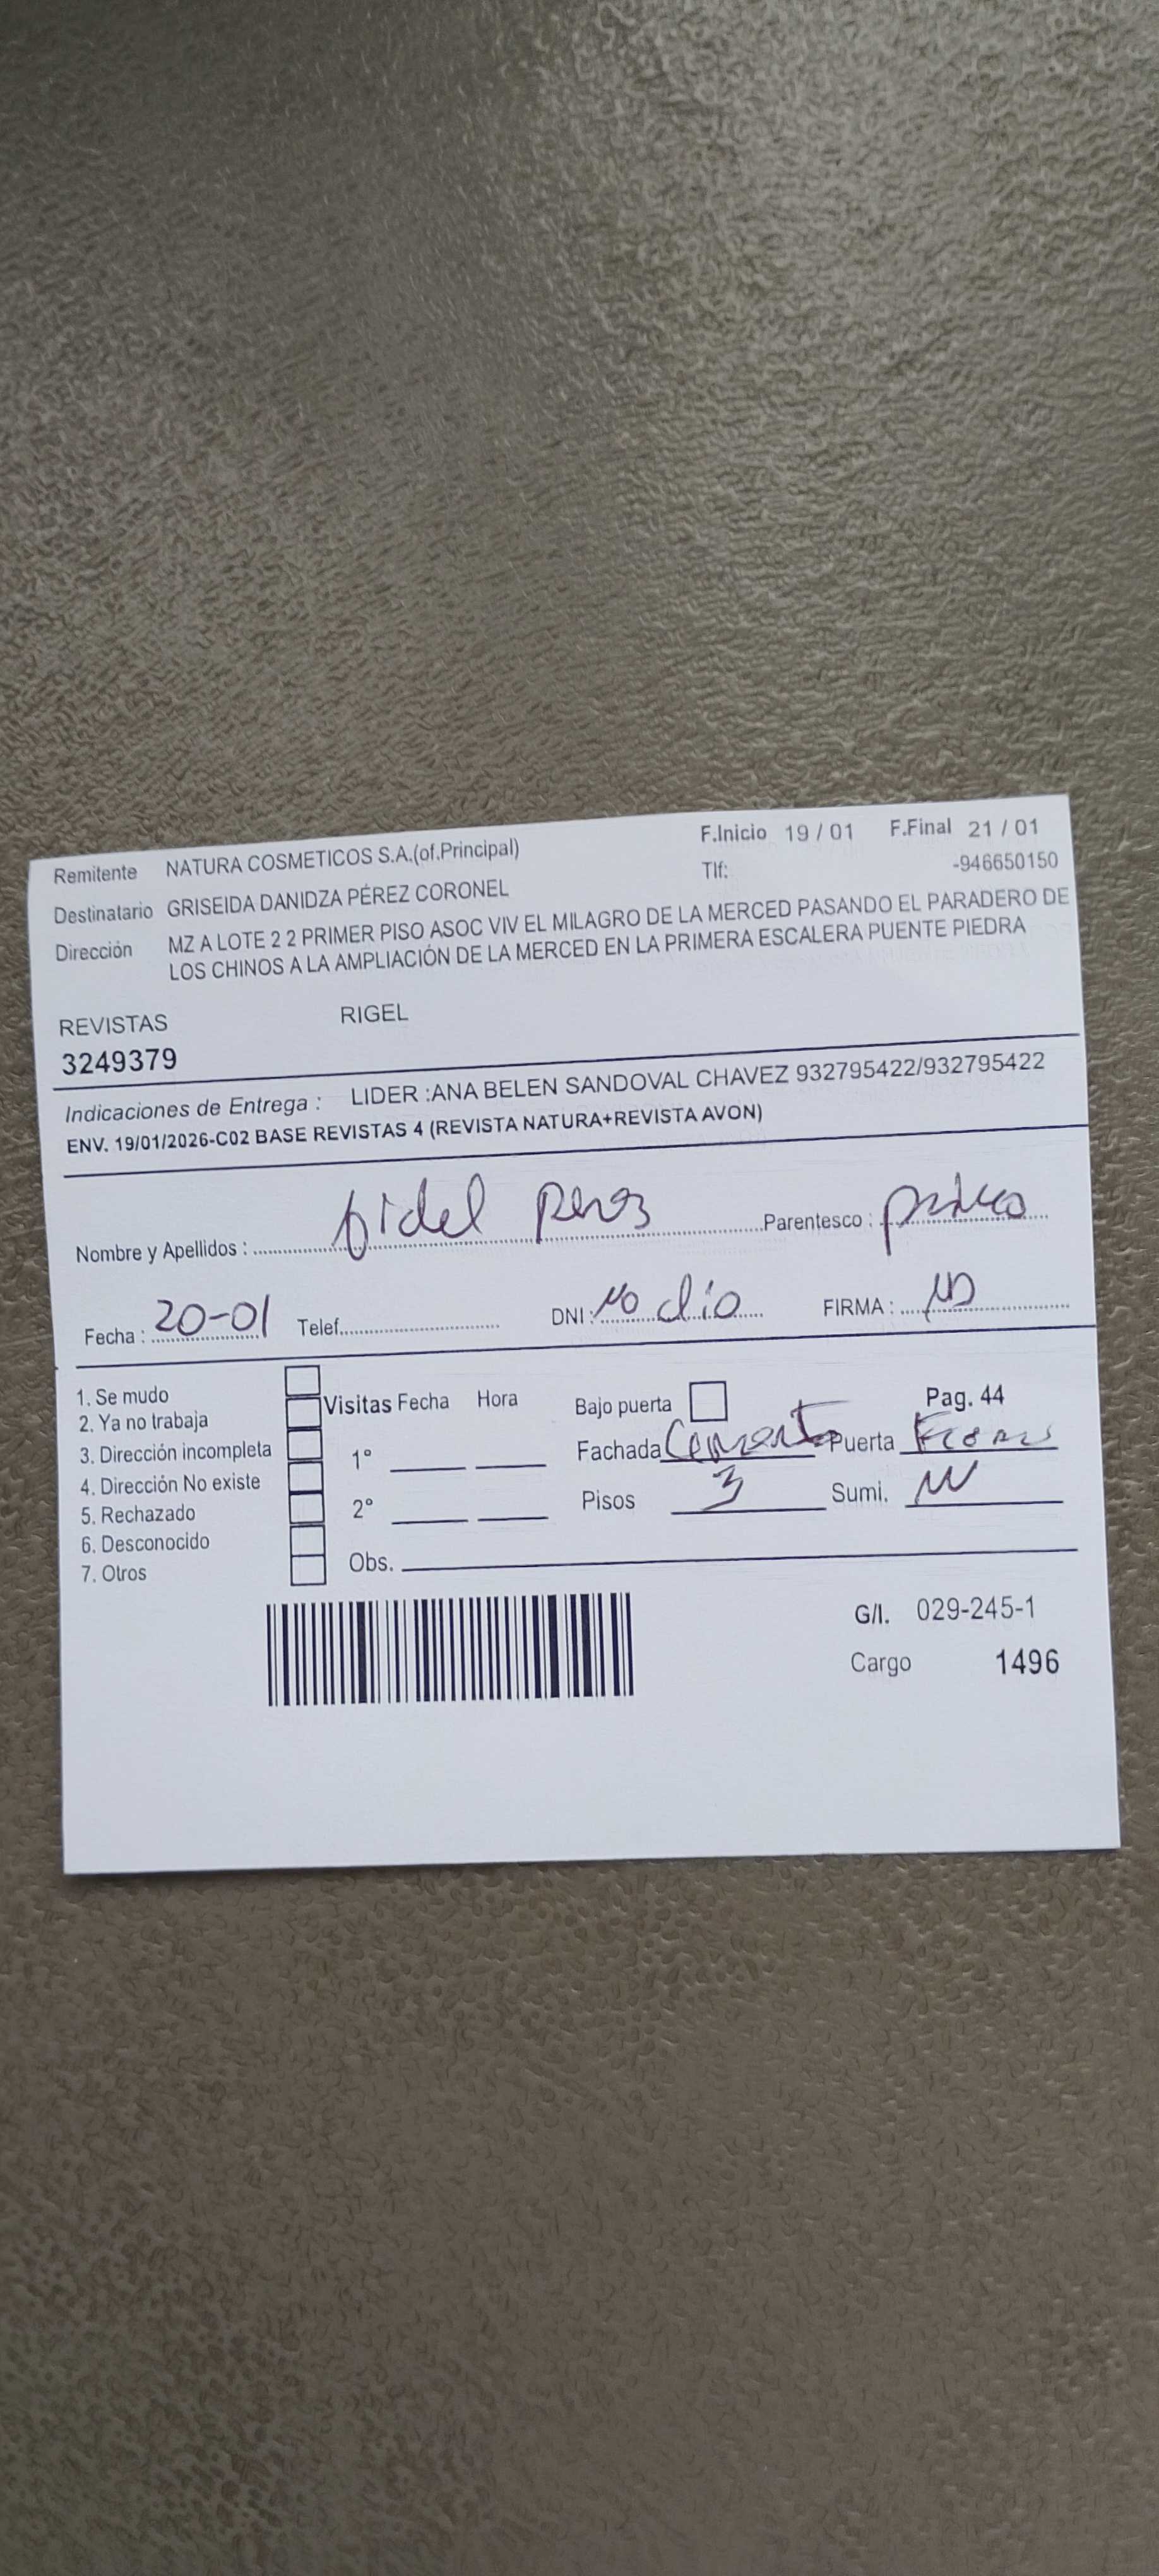 Remitente NATURA COSMETICOS S.A.(of.Principal) F.Inicio 19 / 01 F.Final 21 / 01
Tlf: -946650150
Destinatario GRISEIDA DANIDZA PÉREZ CORONEL
Dirección MZ A LOTE 2 2 PRIMER PISO ASOC VIV EL MILAGRO DE LA MERCED PASANDO EL PARADERO DE
LOS CHINOS A LA AMPLIACIÓN DE LA MERCED EN LA PRIMERA ESCALERA PUENTE PIEDRA
REVISTAS RIGEL
3249379
Indicaciones de Entrega : LIDER :ANA BELEN SANDOVAL CHAVEZ 932795422/932795422
ENV. 19/01/2026-C02 BASE REVISTAS 4 (REVISTA NATURA+REVISTA AVON)
Nombre y Apellidos : fidel Perez Parentesco :
Fecha : 20-01 Telef. DNI : No dio FIRMA : ND
1. Se mudo
2. Ya no trabaja
3. Dirección incompleta
4. Dirección No existe
5. Rechazado
6. Desconocido
7. Otros
Visitas Fecha Hora
1°
2°
Obs.
Bajo puerta Pag. 44
Fachada Cemento Puerta
Pisos 3 Sumi.
G/I. 029-245-1
Cargo 1496